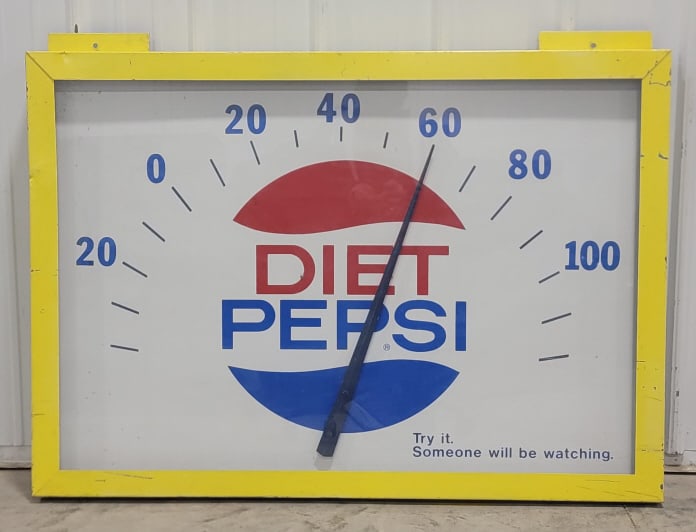 20 0 20 40 60 80 100
DIET
PEPSI®
Try it.
Someone will be watching.